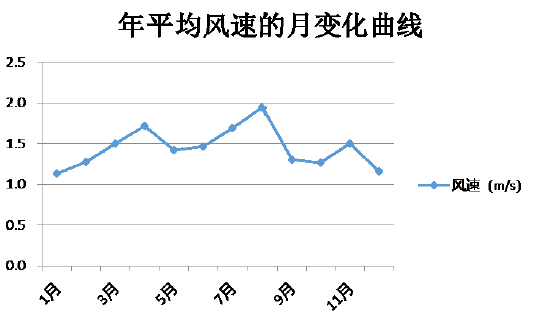 年平均风速的月变化曲线
2.5
2.0
1.5
1.0
0.5
0.0
1月
3月
5月
7月
9月
11月
风速 (m/s)